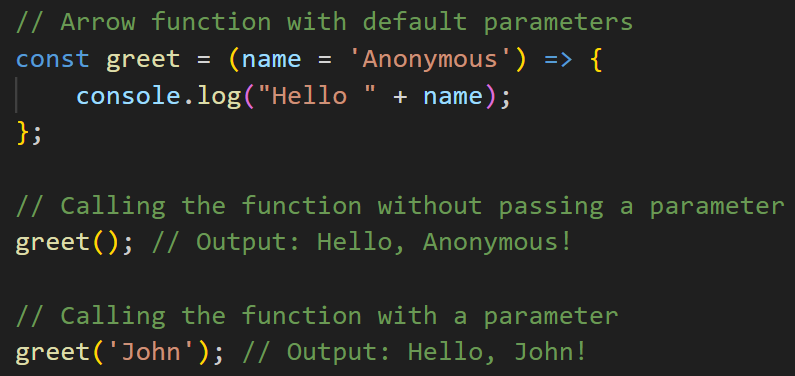 // Arrow function with default parameters
const greet = (name = 'Anonymous') => {
    console.log("Hello " + name);
};
// Calling the function without passing a parameter
greet(); // Output: Hello, Anonymous!
// Calling the function with a parameter
greet('John'); // Output: Hello, John!